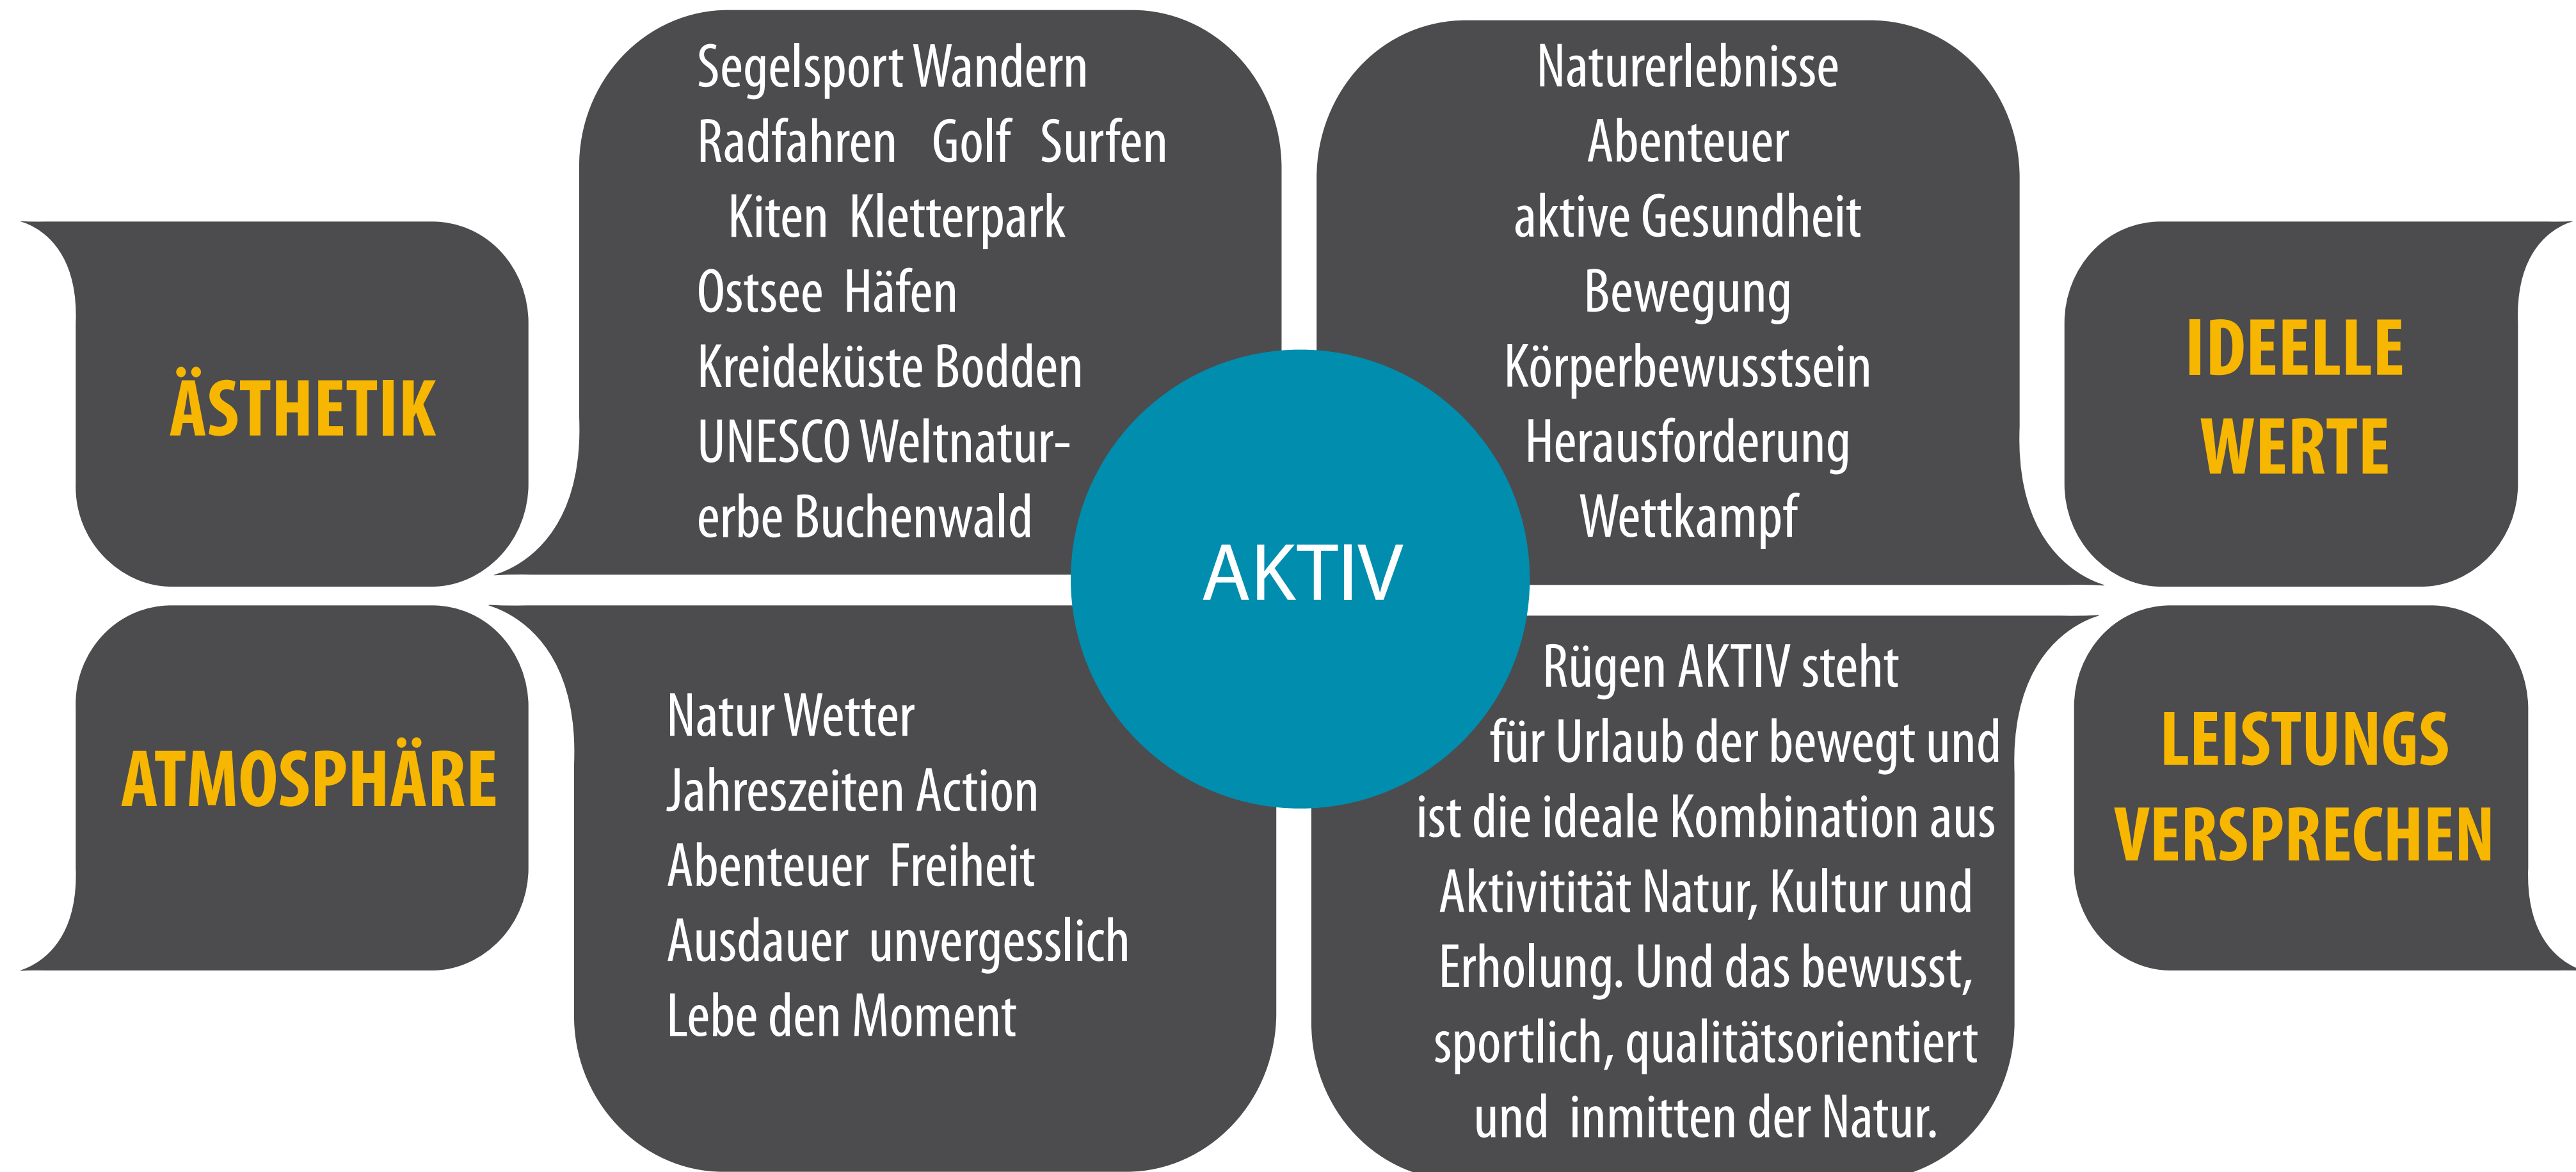 ÄSTHETIK
Segelsport Wandern
Radfahren Golf Surfen
Kiten Kletterpark
Ostsee Häfen
Kreideküste Bodden
UNESCO Weltnatur-
erbe Buchenwald
Naturerlebnisse
Abenteuer
aktive Gesundheit
Bewegung
Körperbewusstsein
Herausforderung
Wettkampf
IDEELLE
WERTE
AKTIV
ATMOSPHÄRE
Natur Wetter
Jahreszeiten Action
Abenteuer Freiheit
Ausdauer unvergesslich
Lebe den Moment
Rügen AKTIV steht
für Urlaub der bewegt und
ist die ideale Kombination aus
Aktivitität Natur, Kultur und
Erholung. Und das bewusst,
sportlich, qualitätsorientiert
und inmitten der Natur.
LEISTUNGS
VERSPRECHEN